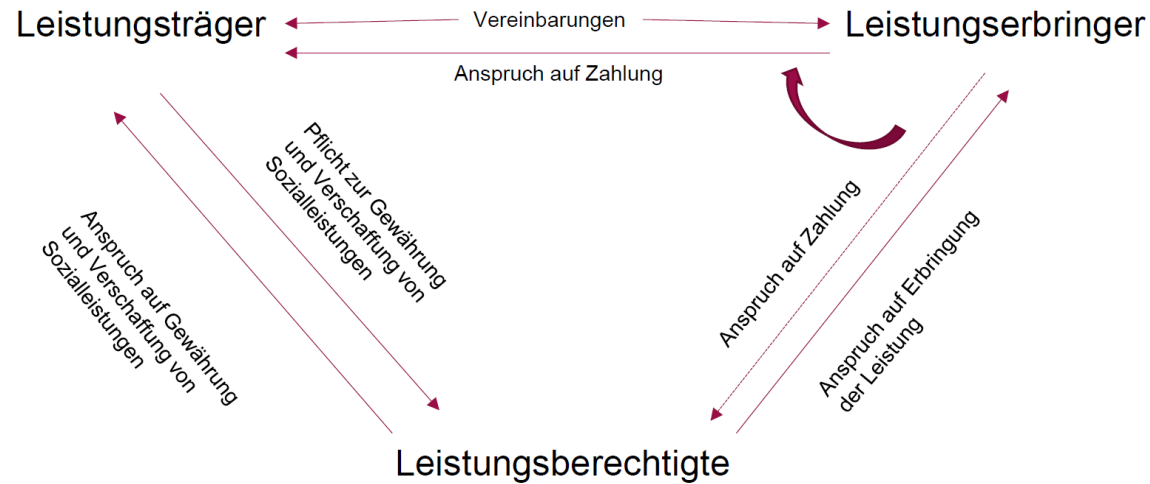 Leistungsträger
Vereinbarungen
Leistungserbringer
Anspruch auf Zahlung
Pflicht zur Gewährung
und Verschaffung von
Sozialleistungen
Anspruch auf Gewährung
und Verschaffung von
Sozialleistungen
Anspruch auf Zahlung
Anspruch auf Erbringung
der Leistung
Leistungsberechtigte